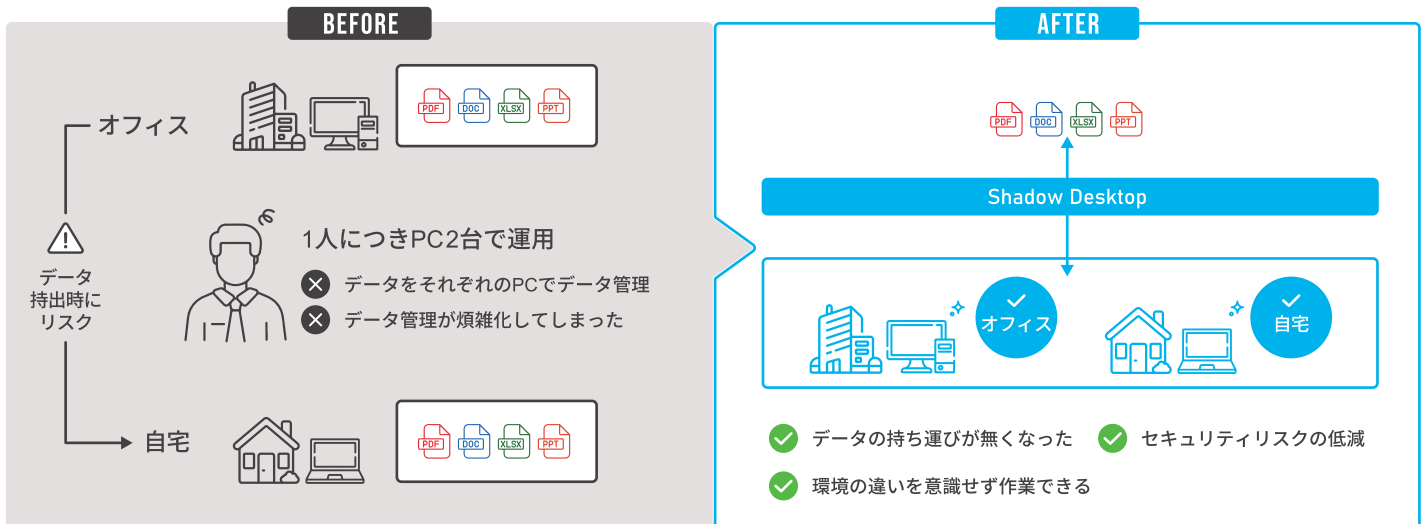 BEFORE
オフィス
PDF DOC XLSX PPT
1人につきPC2台で運用
データをそれぞれのPCでデータ管理
データ管理が煩雑化してしまった
データ
持出時に
リスク
自宅
PDF DOC XLSX PPT
AFTER
PDF DOC XLSX PPT
Shadow Desktop
オフィス
自宅
データの持ち運びが無くなった
セキュリティリスクの低減
環境の違いを意識せず作業できる